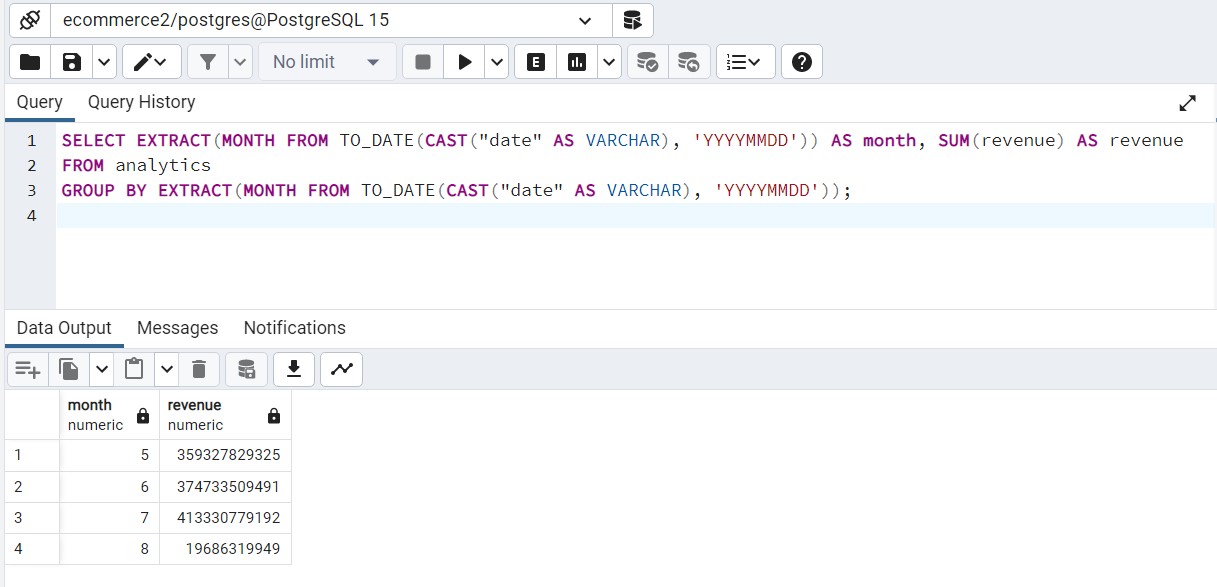 ecommerce2/postgres@PostgreSQL 15
No limit
E
Query Query History
1 SELECT EXTRACT(MONTH FROM TO_DATE(CAST("date" AS VARCHAR), 'YYYYMMDD')) AS month, SUM(revenue) AS revenue
2 FROM analytics
3 GROUP BY EXTRACT(MONTH FROM TO_DATE(CAST("date" AS VARCHAR), 'YYYYMMDD'));
4
Data Output Messages Notifications
month revenue
numeric numeric
1 5 359327829325
2 6 374733509491
3 7 413330779192
4 8 19686319949